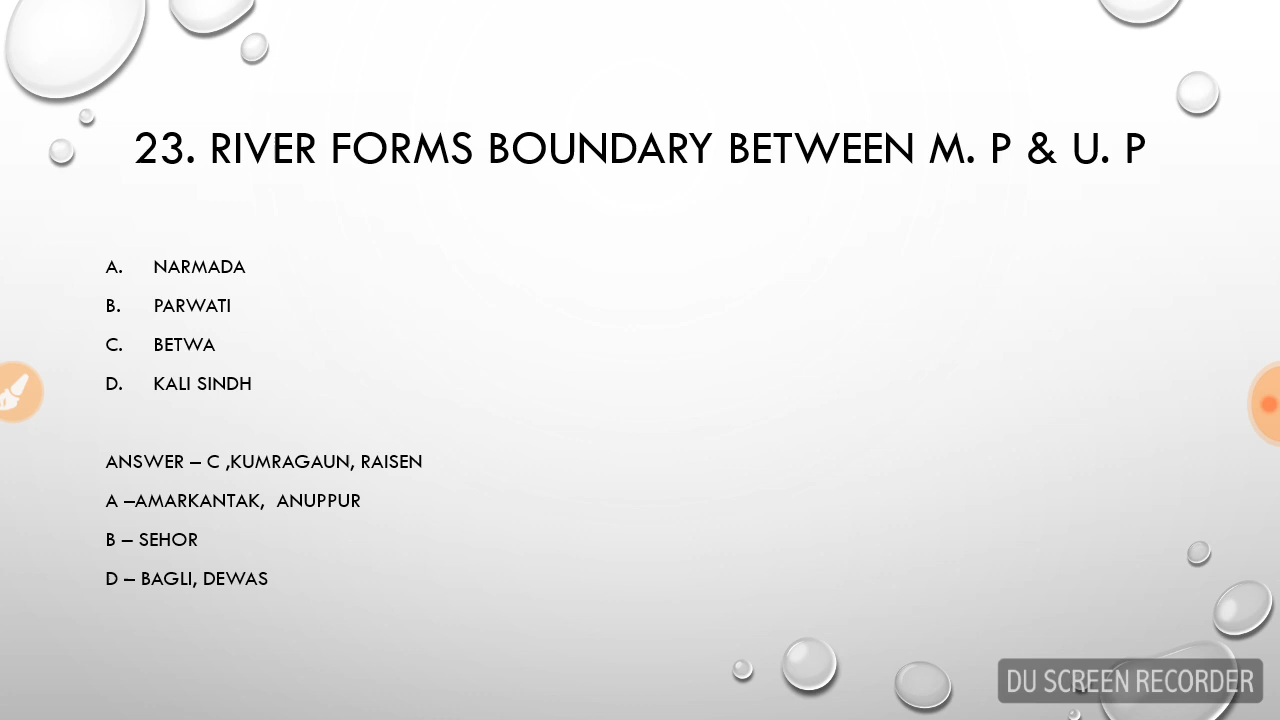 23. RIVER FORMS BOUNDARY BETWEEN M. P & U. P
A. NARMADA
B. PARWATI
C. BETWA
D. KALI SINDH
ANSWER – C ,KUMRAGAUN, RAISEN
A –AMARKANTAK, ANUPPUR
B – SEHOR
D – BAGLI, DEWAS
DU SCREEN RECORDER